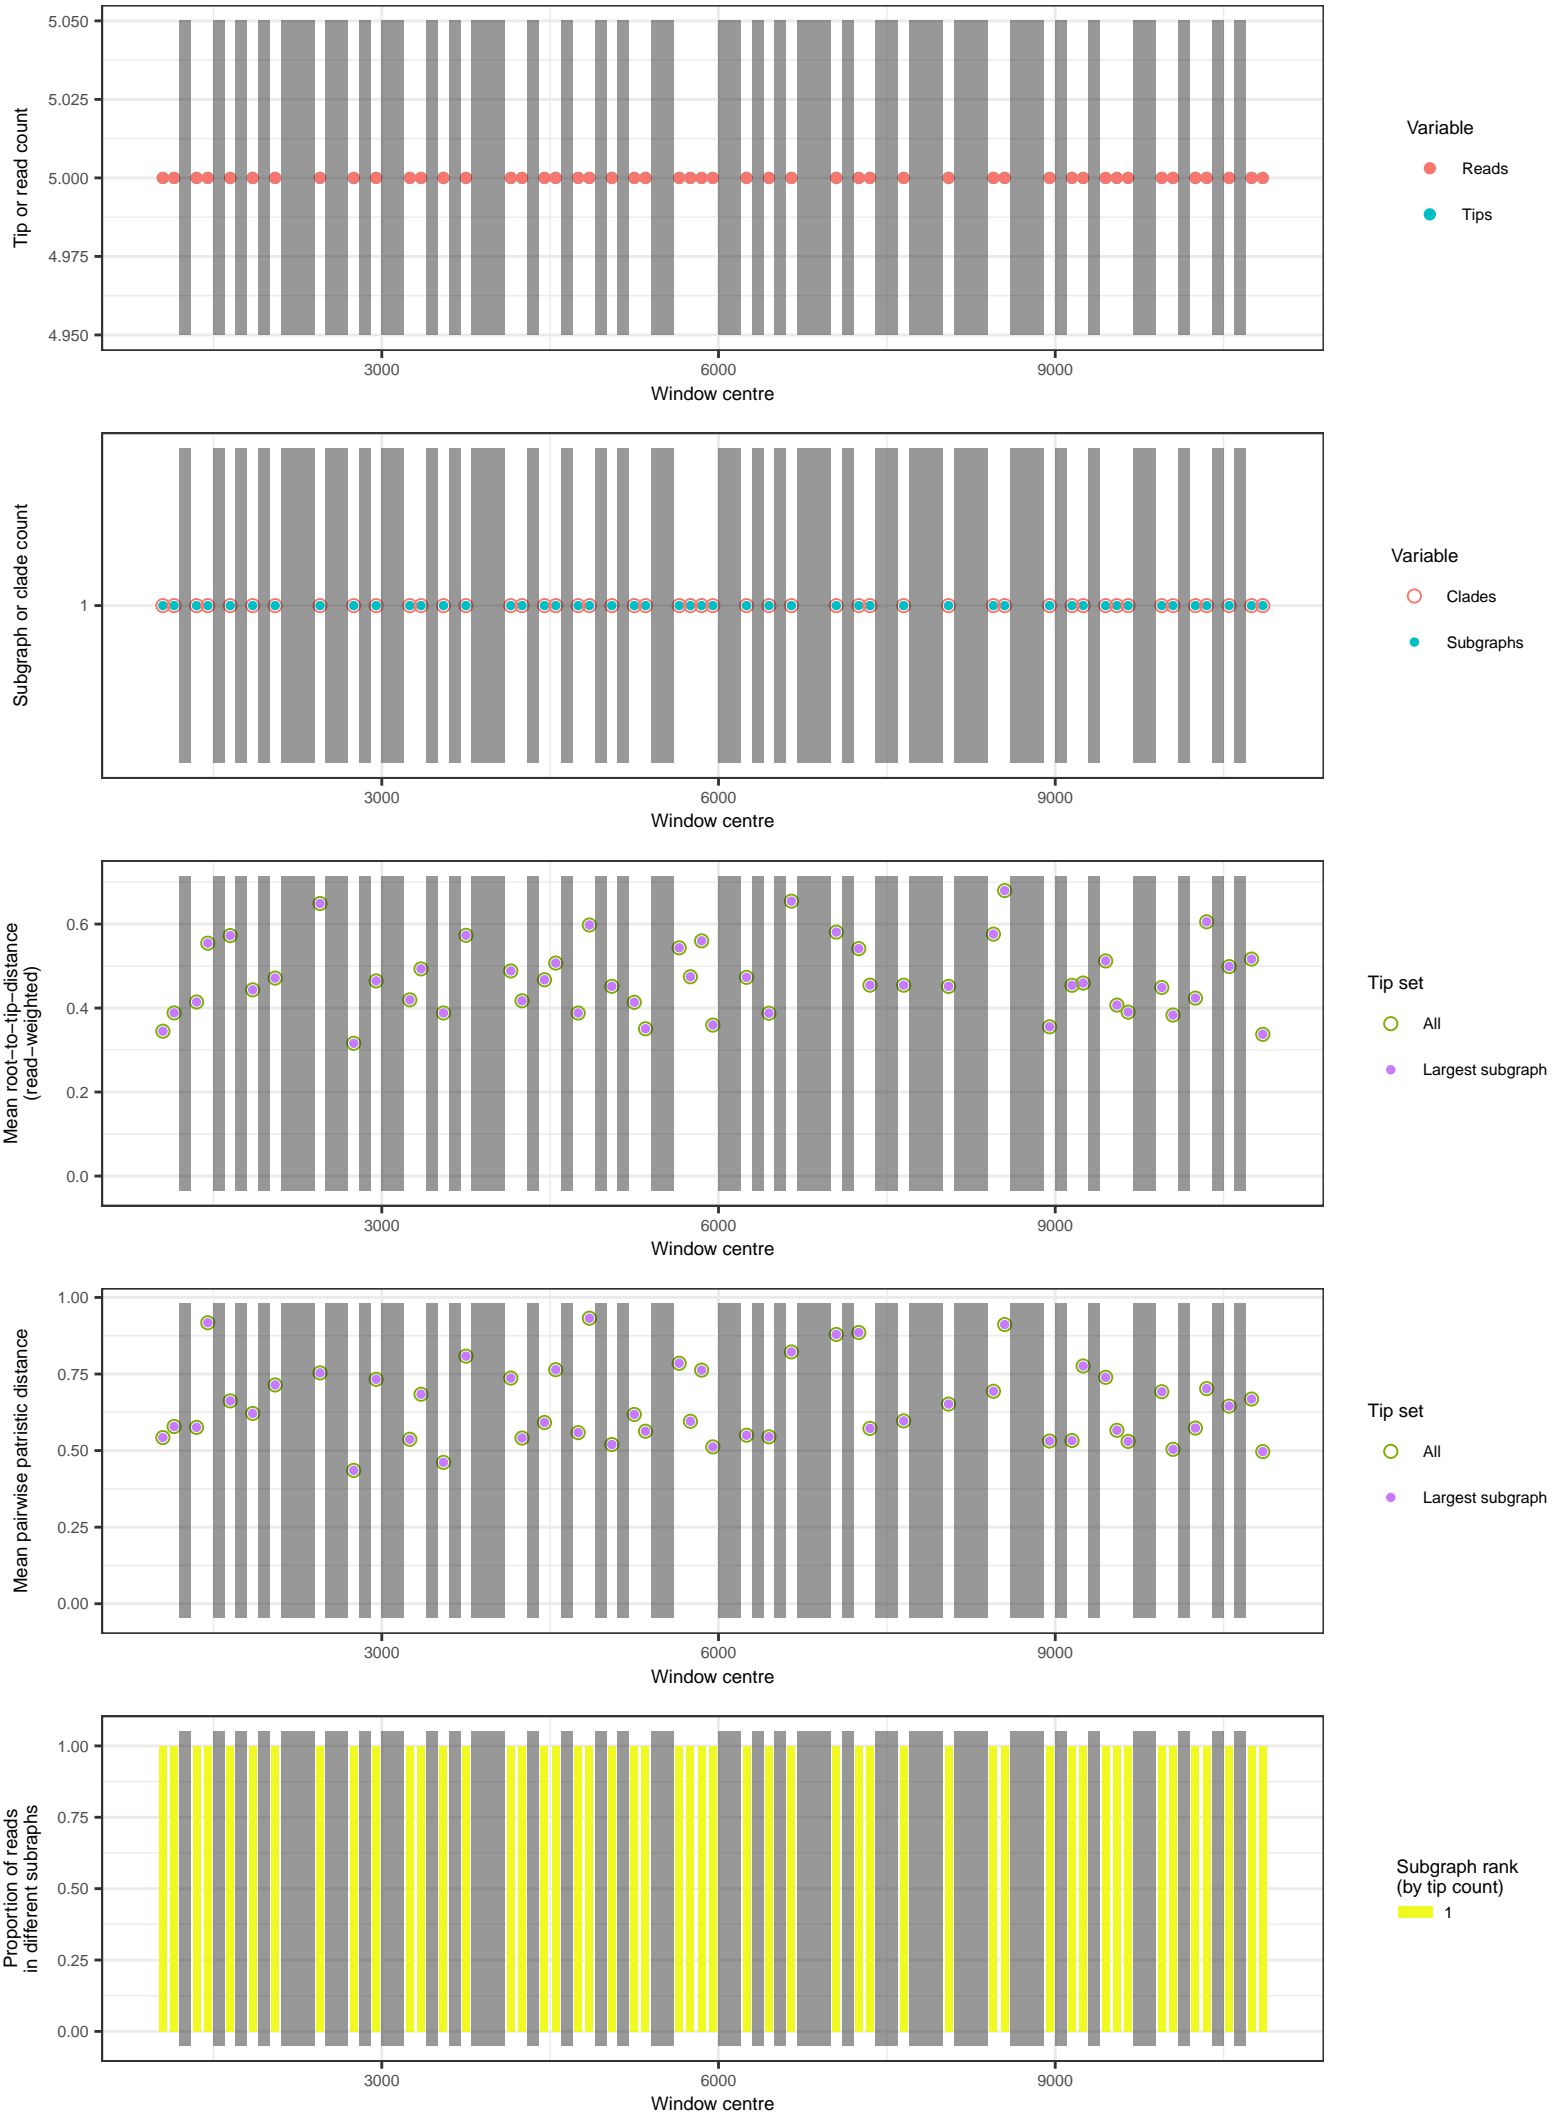 5.050
5.025
5.000
4.975
4.950
Tip or read count
3000
6000
9000
Window centre
Variable
Reads
Tips
1
Subgraph or clade count
3000
6000
9000
Window centre
Variable
Clades
Subgraphs
0.6
0.4
0.2
0.0
Mean root−to−tip−distance
(read−weighted)
3000
6000
9000
Window centre
Tip set
All
Largest subgraph
1.00
0.75
0.50
0.25
0.00
Mean pairwise patristic distance
3000
6000
9000
Window centre
Tip set
All
Largest subgraph
1.00
0.75
0.50
0.25
0.00
Proportion of reads
in different subraphs
3000
6000
9000
Window centre
Subgraph rank
(by tip count)
1